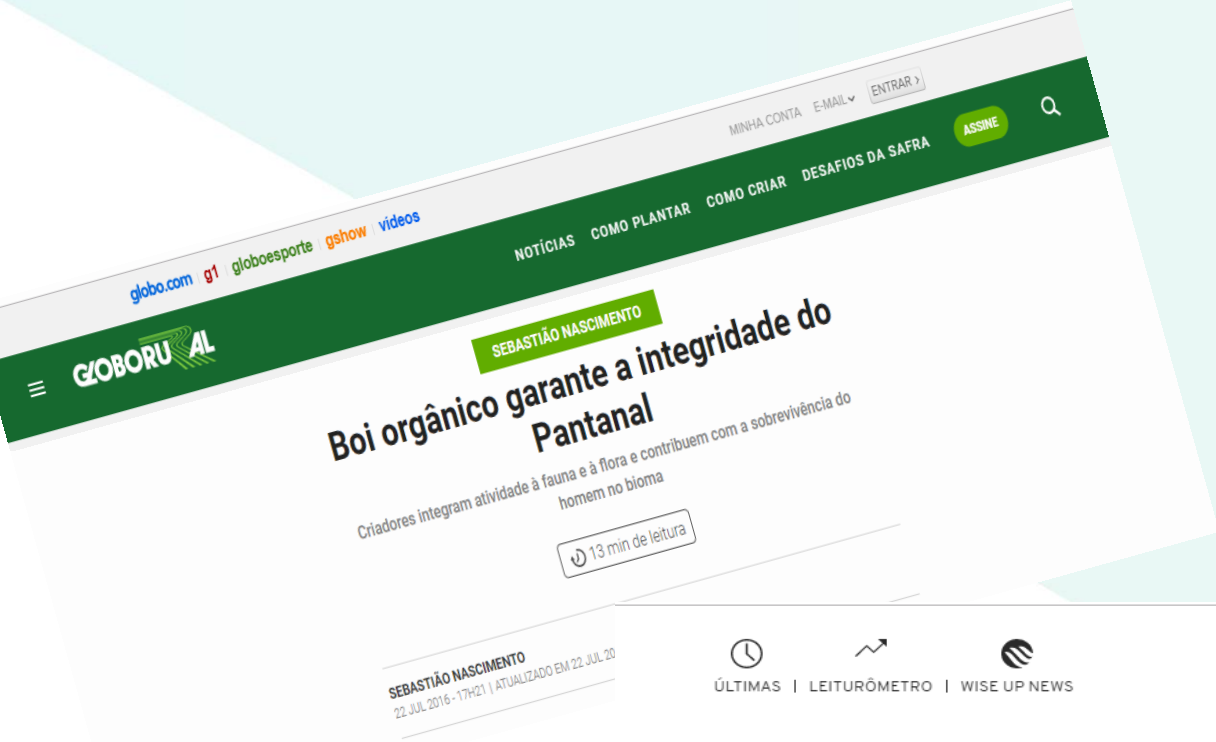 MINHA CONTA E-MAIL ENTRAR
globo.com | g1 | globoesporte | gshow | vídeos
GLOBORURAL NOTÍCIAS COMO PLANTAR COMO CRIAR DESAFIOS DA SAFRA ASSINE
SEBASTIÃO NASCIMENTO
Boi orgânico garante a integridade do
Pantanal
Criadores integram atividade à fauna e à flora e contribuem com a sobrevivência do
homem no bioma
13 min de leitura
SEBASTIÃO NASCIMENTO
22 JUL 2016 - 17H21 | ATUALIZADO EM 22 JUL 20
ÚLTIMAS | LEITURÔMETRO | WISE UP NEWS